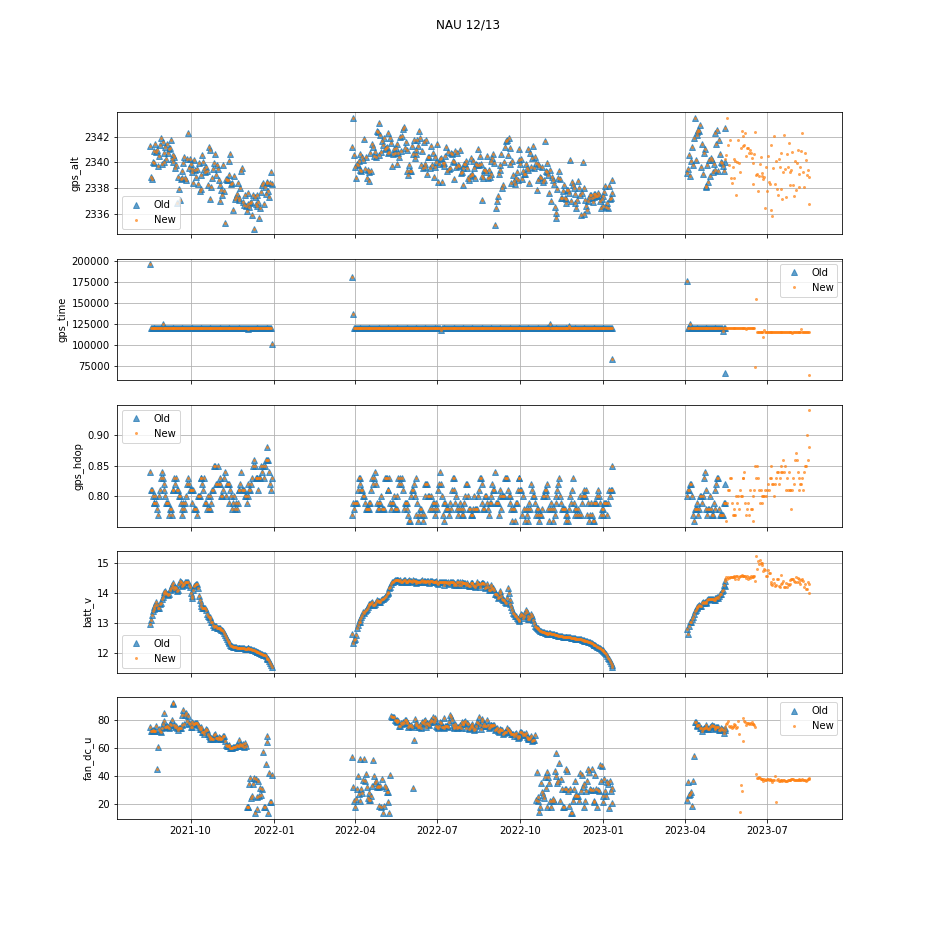 NAU 12/13
gps_alt
2342
2340
2338
2336
Old
New
gps_time
200000
175000
150000
125000
100000
75000
Old
New
gps_hdop
0.90
0.85
0.80
Old
New
batt_v
15
14
13
12
Old
New
fan_dc_u
80
60
40
20
Old
New
2021-10
2022-01
2022-04
2022-07
2022-10
2023-01
2023-04
2023-07